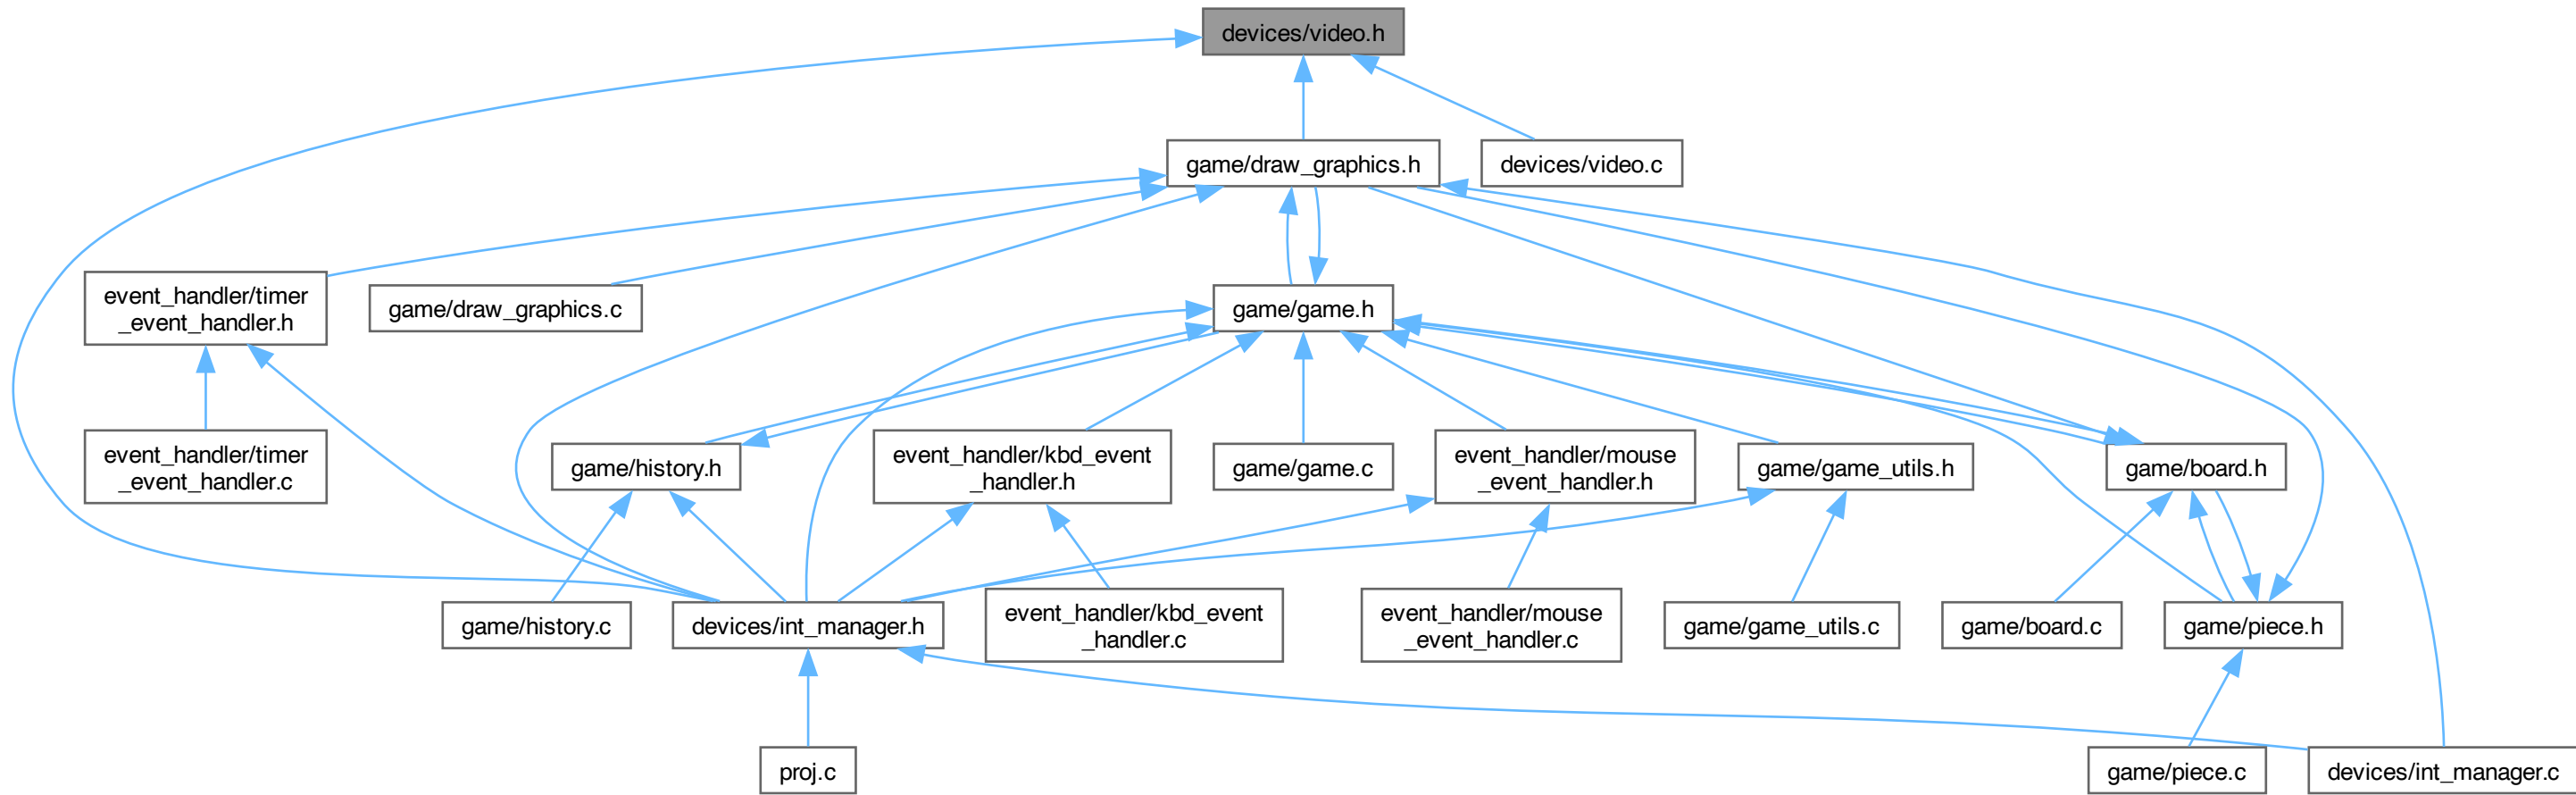 devices/video.h
game/draw_graphics.h
devices/video.c
event_handler/timer
_event_handler.h
game/draw_graphics.c
game/game.h
event_handler/timer
_event_handler.c
game/history.h
event_handler/kbd_event
_handler.h
game/game.c
event_handler/mouse
_event_handler.h
game/game_utils.h
game/board.h
game/history.c
devices/int_manager.h
event_handler/kbd_event
_handler.c
event_handler/mouse
_event_handler.c
game/game_utils.c
game/board.c
game/piece.h
proj.c
game/piece.c
devices/int_manager.c